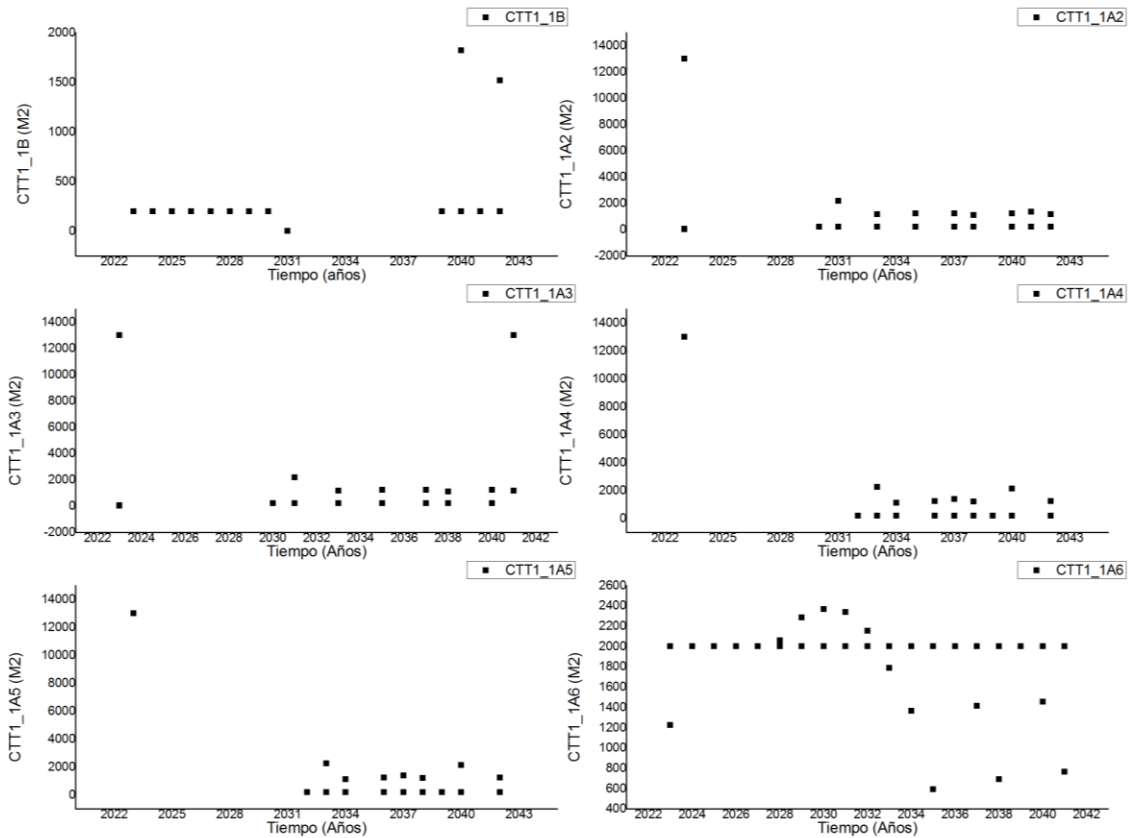 CTT1_1B
2000
1500
1000
500
0
CTT1_1B (M2)
2022 2025 2028 2031 2034 2037 2040 2043
Tiempo (años)
CTT1_1A2
14000
12000
10000
8000
6000
4000
2000
0
-2000
CTT1_1A2 (M2)
2022 2025 2028 2031 2034 2037 2040 2043
Tiempo (Años)
CTT1_1A3
14000
12000
10000
8000
6000
4000
2000
0
-2000
CTT1_1A3 (M2)
2022 2024 2026 2028 2030 2032 2034 2036 2038 2040 2042
Tiempo (Años)
CTT1_1A4
14000
12000
10000
8000
6000
4000
2000
0
CTT1_1A4 (M2)
2022 2025 2028 2031 2034 2037 2040 2043
Tiempo (Años)
CTT1_1A5
14000
12000
10000
8000
6000
4000
2000
0
CTT1_1A5 (M2)
2022 2025 2028 2031 2034 2037 2040 2043
Tiempo (Años)
CTT1_1A6
2600
2400
2200
2000
1800
1600
1400
1200
1000
800
600
400
CTT1_1A6 (M2)
2022 2024 2026 2028 2030 2032 2034 2036 2038 2040 2042
Tiempo (Años)